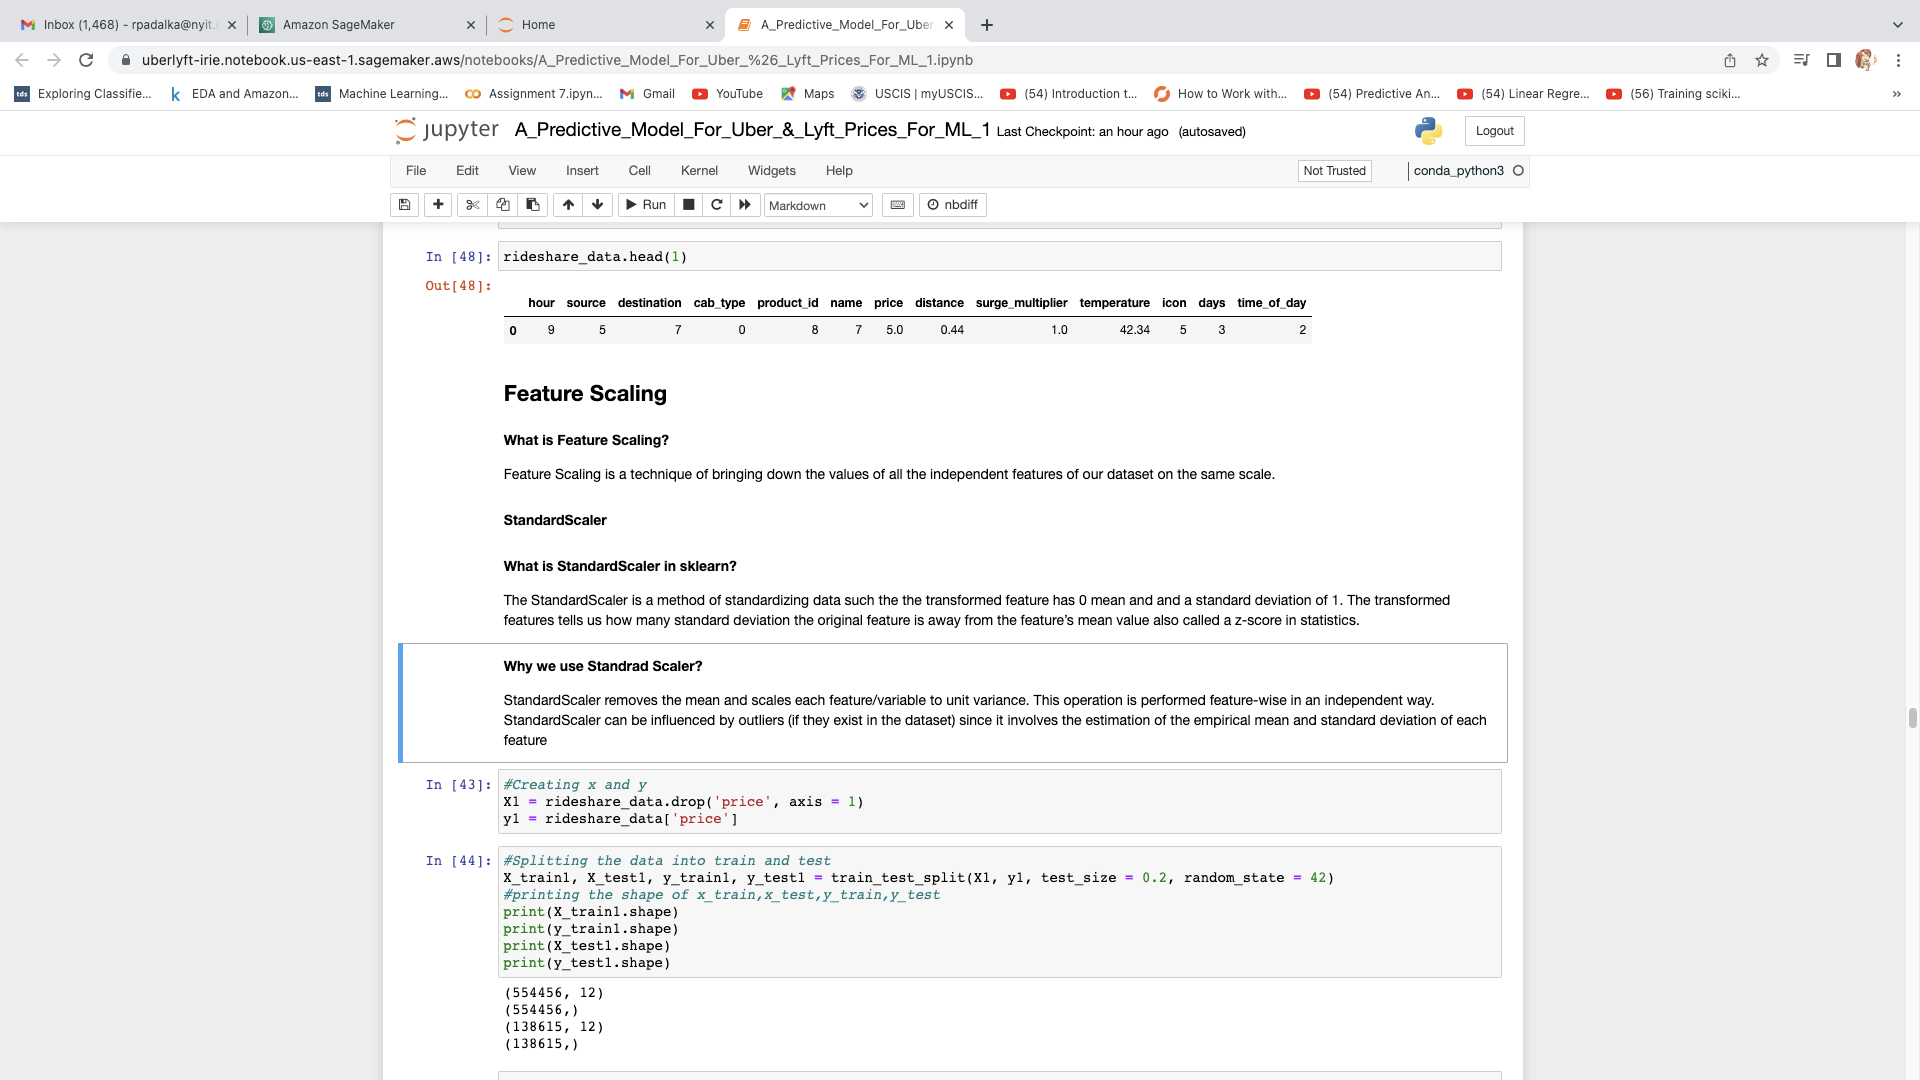 Inbox (1,468) - rpadalka@nyit. Amazon SageMaker Home A_Predictive_Model_For_Uber
uberlyft-irie.notebook.us-east-1.sagemaker.aws/notebooks/A_Predictive_Model_For_Uber_%26_Lyft_Prices_For_ML_1.ipynb
tds Exploring Classifie... k EDA and Amazon... tds Machine Learning... Assignment 7.ipyn... Gmail YouTube Maps USCIS | myUSCIS... (54) Introduction t... How to Work with... (54) Predictive An... (54) Linear Regre... (56) Training sciki... »
jupyter A_Predictive_Model_For_Uber_&_Lyft_Prices_For_ML_1 Last Checkpoint: an hour ago (autosaved) Logout
File Edit View Insert Cell Kernel Widgets Help Not Trusted conda_python3
Run Markdown nbdiff
In [48]: rideshare_data.head(1)
Out[48]:
hour source destination cab_type product_id name price distance surge_multiplier temperature icon days time_of_day
0 9 5 7 0 8 7 5.0 0.44 1.0 42.34 5 3 2
Feature Scaling
What is Feature Scaling?
Feature Scaling is a technique of bringing down the values of all the independent features of our dataset on the same scale.
StandardScaler
What is StandardScaler in sklearn?
The StandardScaler is a method of standardizing data such the the transformed feature has 0 mean and and a standard deviation of 1. The transformed
features tells us how many standard deviation the original feature is away from the feature's mean value also called a z-score in statistics.
Why we use Standrad Scaler?
StandardScaler removes the mean and scales each feature/variable to unit variance. This operation is performed feature-wise in an independent way.
StandardScaler can be influenced by outliers (if they exist in the dataset) since it involves the estimation of the empirical mean and standard deviation of each
feature
In [43]: #Creating x and y
X1 = rideshare_data.drop('price', axis = 1)
y1 = rideshare_data['price']
In [44]: #Splitting the data into train and test
X_train1, X_test1, y_train1, y_test1 = train_test_split(X1, y1, test_size = 0.2, random_state = 42)
#printing the shape of x_train,x_test,y_train,y_test
print(X_train1.shape)
print(y_train1.shape)
print(X_test1.shape)
print(y_test1.shape)
(554456, 12)
(554456,)
(138615, 12)
(138615,)